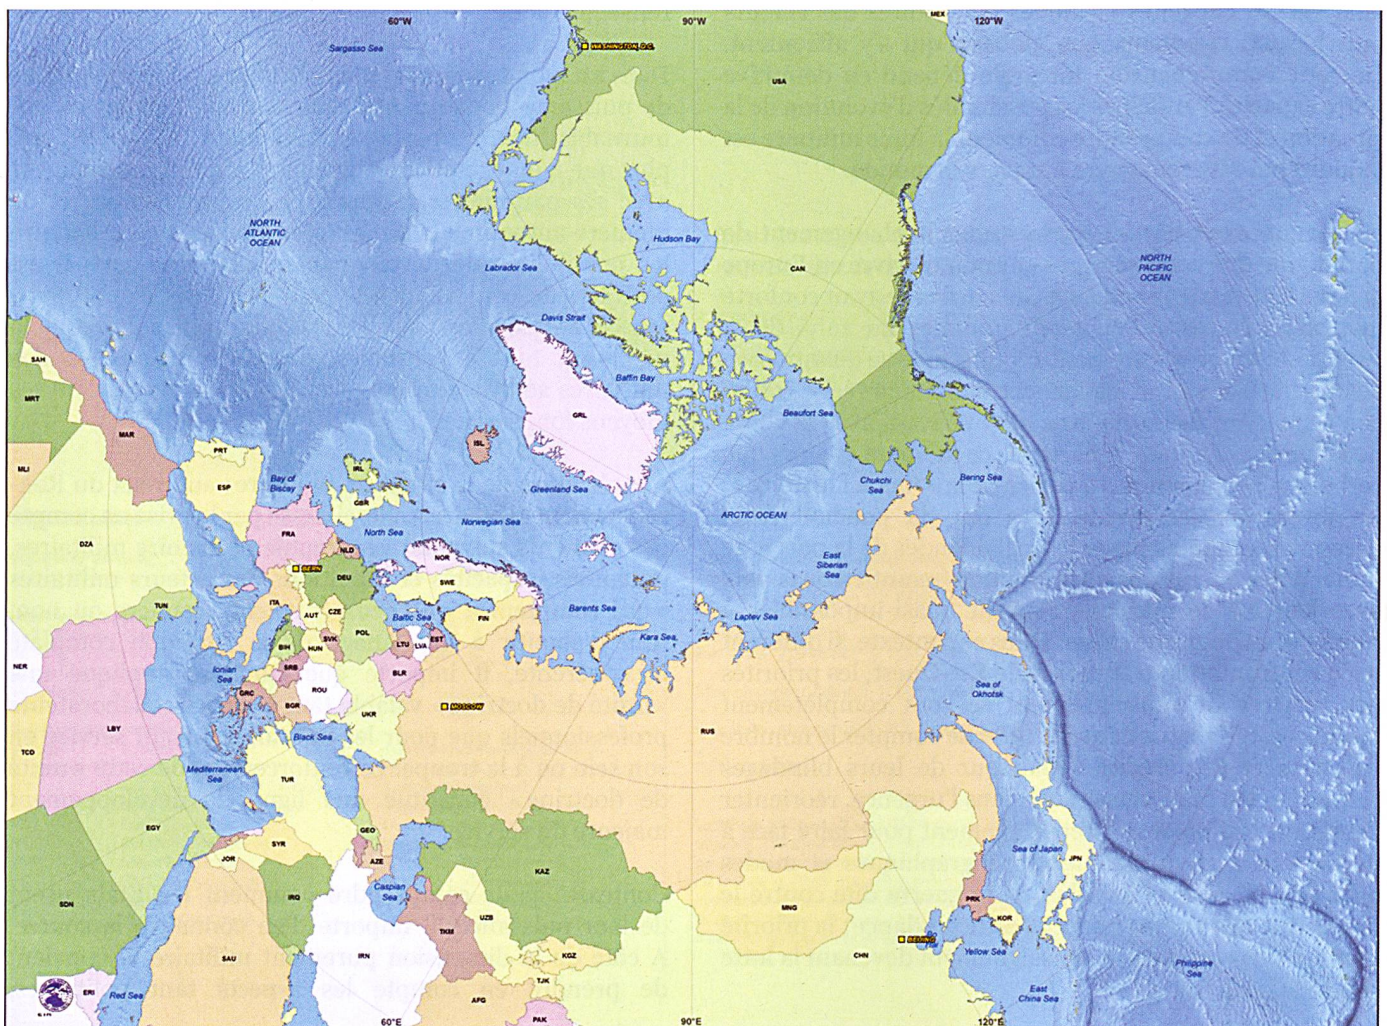 60°W
90°W
120°W
MEX
Sargasso Sea
WASHINGTON, D.C.
USA
NORTH
ATLANTIC
OCEAN
Hudson Bay
Labrador Sea
CAN
NORTH
PACIFIC
OCEAN
Davis Strait
SAH
Baffin Bay
MRT
GRL
Beaufort Sea
MAR
ISL
PRT
IRL
MLI
ESP
Bay of
Biscay
Greenland Sea
Chukchi
Sea
Bering Sea
GBR
ARCTIC OCEAN
Norwegian Sea
North Sea
FRA
DZA
NLD
NOR
BERN
DEU
SWE
East
Siberian
Sea
TUN
ITA
AUT
CZE
Baltic Sea
FIN
Barents Sea
Laptev Sea
Kara Sea
POL
SVK
BIH
HUN
LTU
LVA
EST
NER
SRB
Ionian
Sea
BLR
ROU
GRC
BGR
UKR
MOSCOW
Sea of
Okhotsk
LBY
Black Sea
RUS
TCD
Mediterranean
Sea
TUR
EGY
GEO
SYR
JOR
AZE
KAZ
Sea of Japan
JPN
Caspian
Sea
IRQ
SDN
PRK
MNG
UZB
KOR
TKM
BEIJING
SAU
IRN
KGZ
CHN
Yellow Sea
Philippine
Sea
TJK
ERI
Red Sea
AFG
East
China Sea
PAK
60°E
90°E
120°E